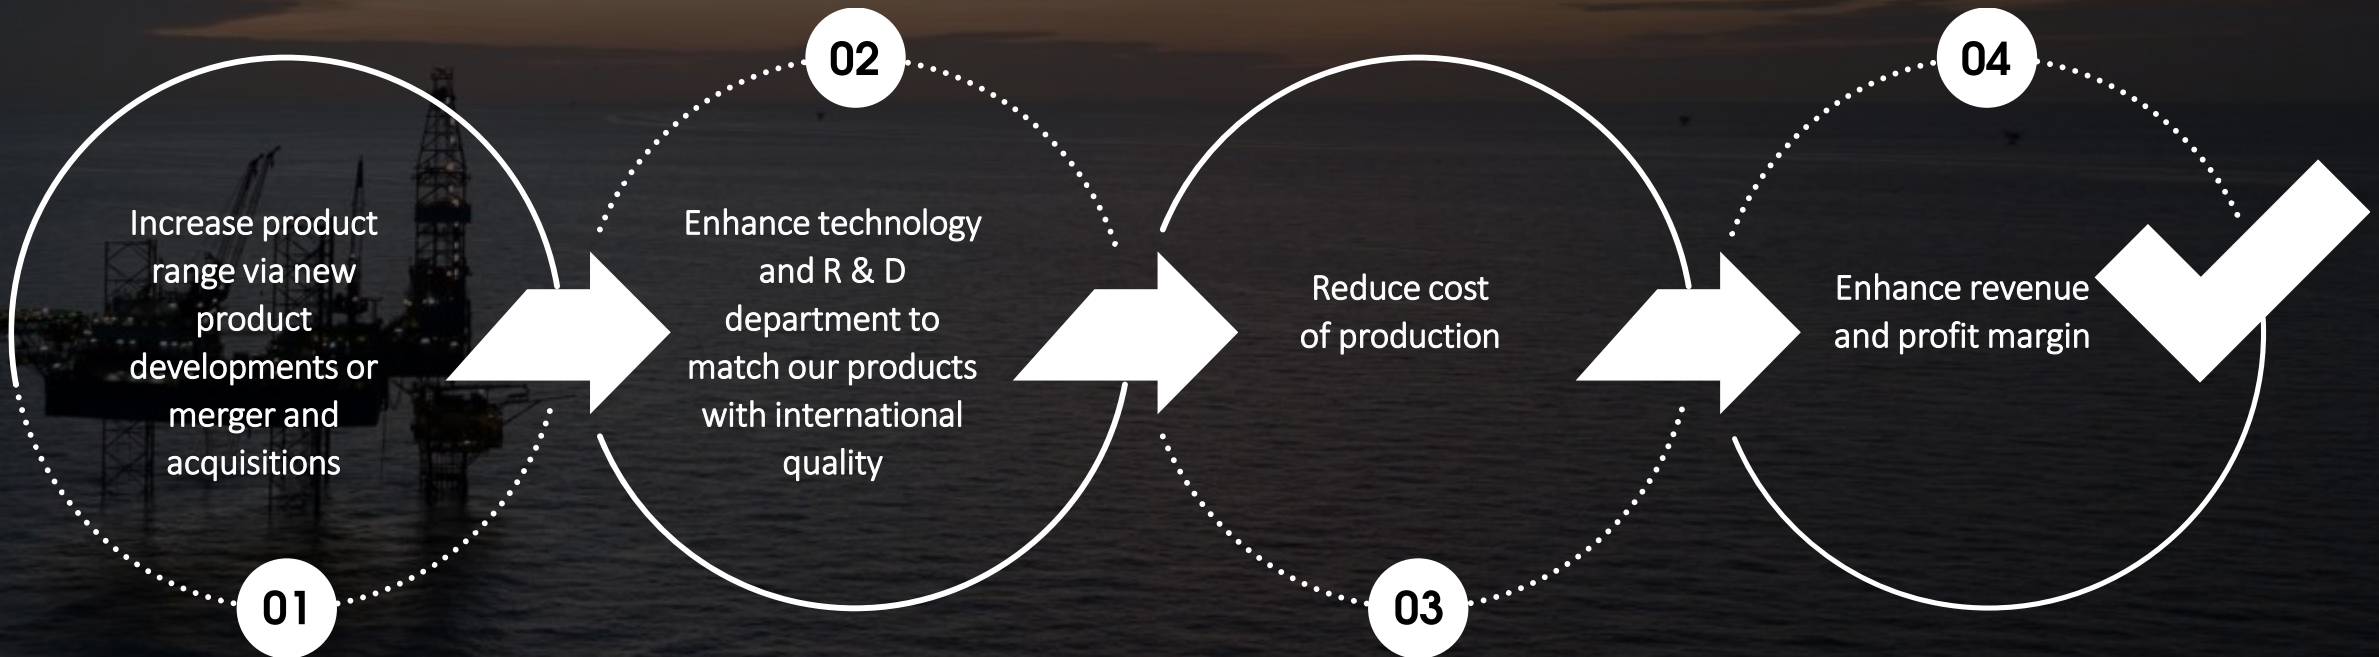 01
Increase product
range via new
product
developments or
merger and
acquisitions
02
Enhance technology
and R & D
department to
match our products
with international
quality
03
Reduce cost
of production
04
Enhance revenue
and profit margin